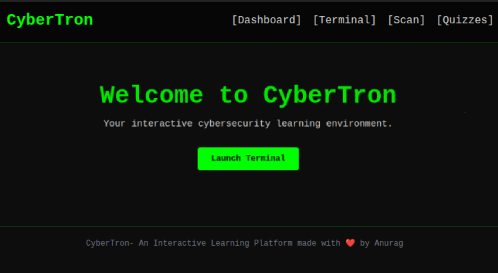 CyberTron [Dashboard] [Terminal] [Scan] [Quizzes]
Welcome to CyberTron
Your interactive cybersecurity learning environment.
Launch Terminal
CyberTron- An Interactive Learning Platform made with ❤️ by Anurag